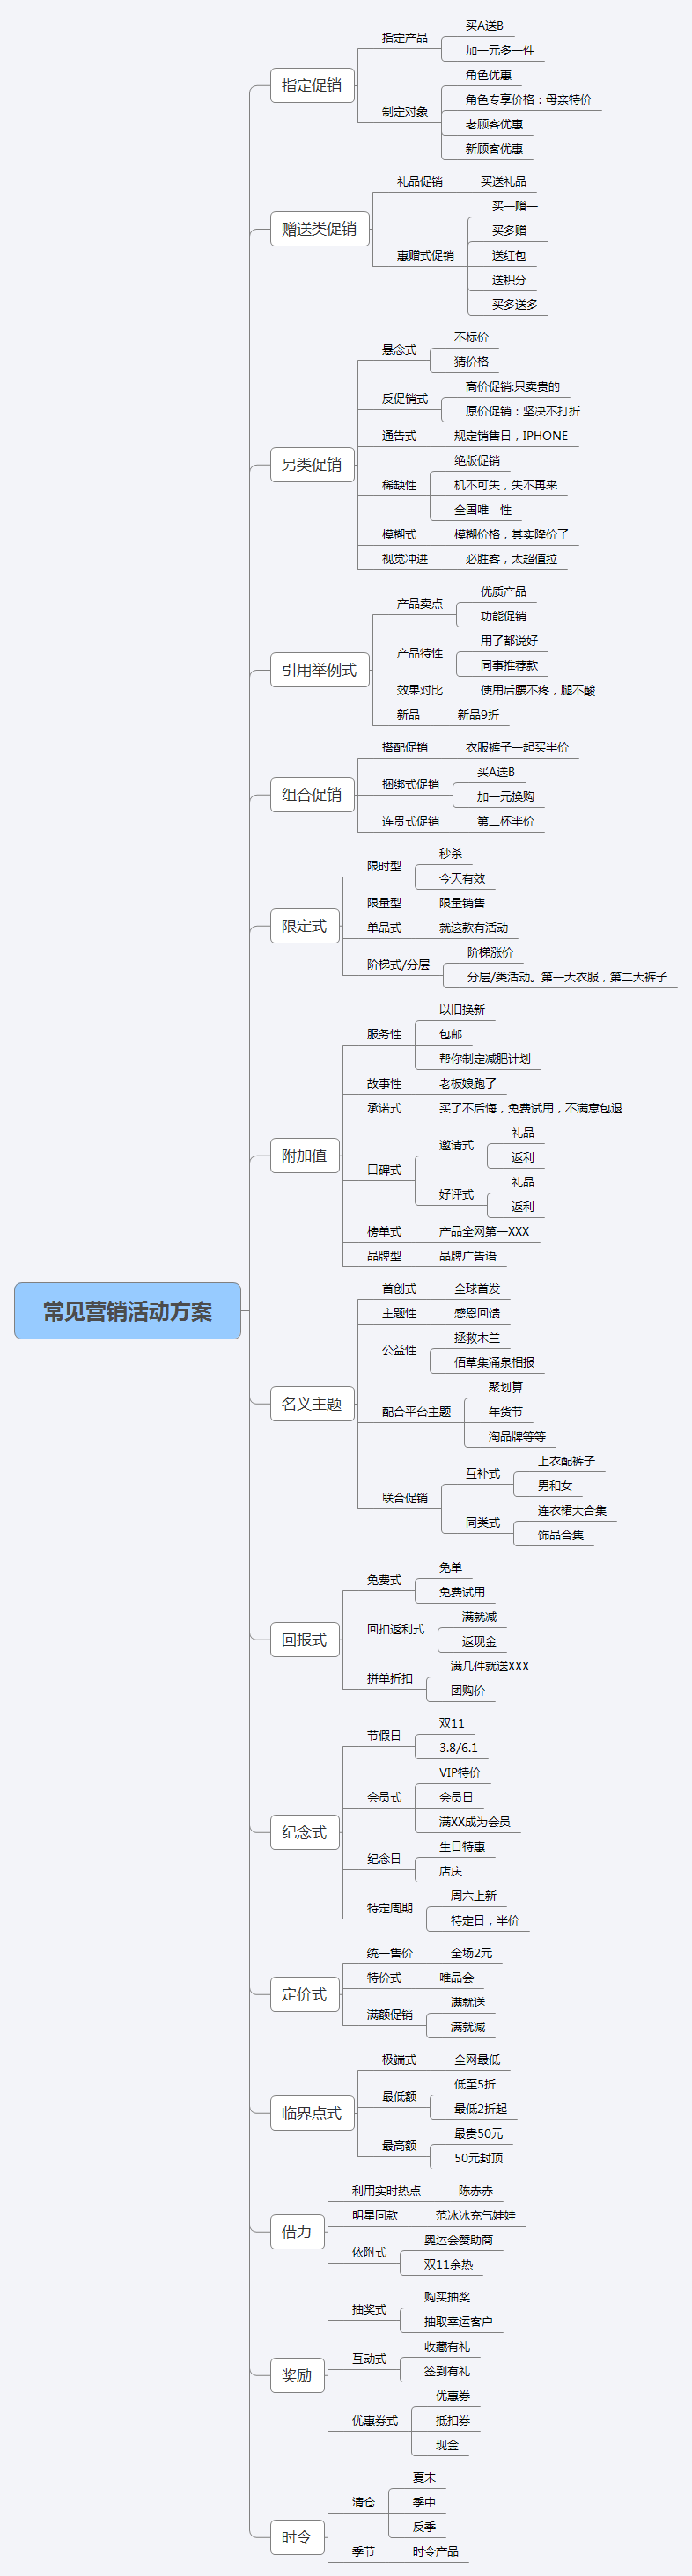 常见营销活动方案
指定促销
指定产品
买A送B
加一元多一件
制定对象
角色优惠
角色专享价格：母亲特价
老顾客优惠
新顾客优惠
赠送类促销
礼品促销
买送礼品
惠赠式促销
买一赠一
买多赠一
送红包
送积分
买多送多
另类促销
悬念式
不标价
猜价格
反促销式
高价促销:只卖贵的
原价促销：坚决不打折
通告式
规定销售日，IPHONE
稀缺性
绝版促销
机不可失，失不再来
全国唯一性
模糊式
模糊价格，其实降价了
视觉冲进
必胜客，太超值拉
引用举例式
产品卖点
优质产品
功能促销
产品特性
用了都说好
同事推荐款
效果对比
使用后腰不疼，腿不酸
新品
新品9折
组合促销
搭配促销
衣服裤子一起买半价
捆绑式促销
买A送B
加一元换购
连贯式促销
第二杯半价
限定式
限时型
秒杀
今天有效
限量型
限量销售
单品式
就这款有活动
阶梯式/分层
阶梯涨价
分层/类活动。第一天衣服，第二天裤子
附加值
服务性
以旧换新
包邮
帮你制定减肥计划
故事性
老板娘跑了
承诺式
买了不后悔，免费试用，不满意包退
口碑式
邀请式
礼品
返利
好评式
礼品
返利
榜单式
产品全网第一XXX
品牌型
品牌广告语
名义主题
首创式
全球首发
主题性
感恩回馈
公益性
拯救木兰
佰草集涌泉相报
配合平台主题
聚划算
年货节
淘品牌等等
联合促销
互补式
上衣配裤子
男和女
同类式
连衣裙大合集
饰品合集
回报式
免费式
免单
免费试用
回扣返利式
满就减
返现金
拼单折扣
满几件就送XXX
团购价
纪念式
节假日
双11
3.8/6.1
会员式
VIP特价
会员日
满XX成为会员
纪念日
生日特惠
店庆
特定周期
周六上新
特定日，半价
定价式
统一售价
全场2元
特价式
唯品会
满额促销
满就送
满就减
临界点式
极端式
全网最低
最低额
低至5折
最低2折起
最高额
最贵50元
50元封顶
借力
利用实时热点
陈赤赤
明星同款
范冰冰充气娃娃
依附式
奥运会赞助商
双11余热
奖励
抽奖式
购买抽奖
抽取幸运客户
互动式
收藏有礼
签到有礼
优惠券式
优惠券
抵扣券
现金
时令
清仓
夏末
季中
反季
季节
时令产品